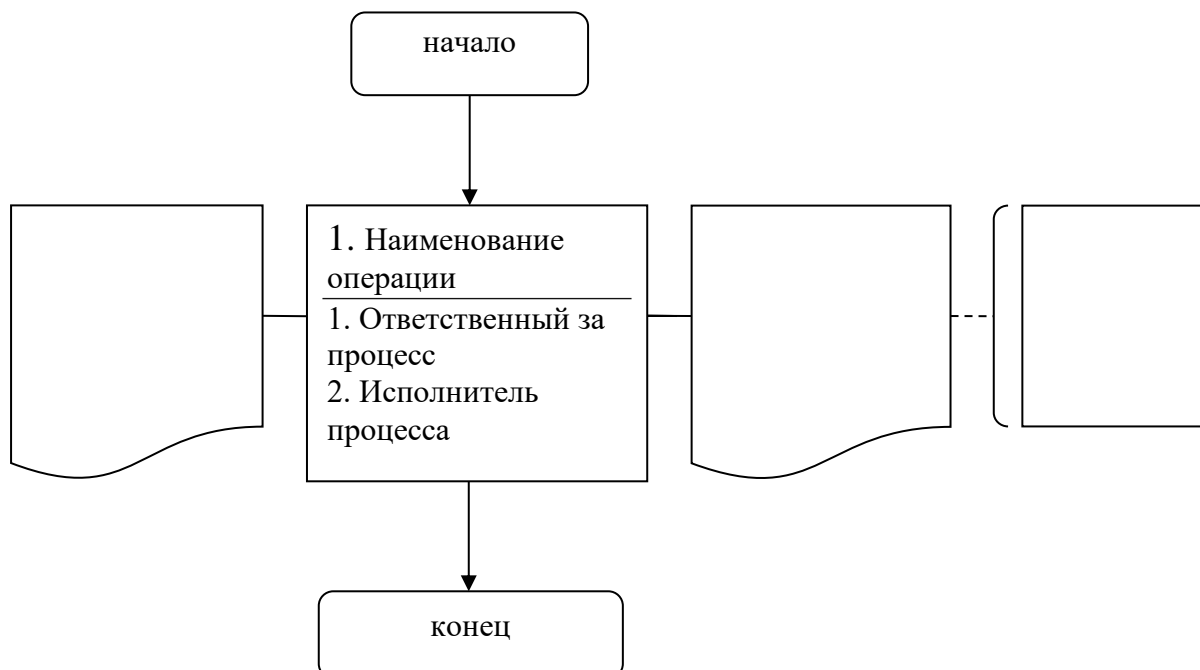 начало
1. Наименование
операции
1. Ответственный за
процесс
2. Исполнитель
процесса
конец